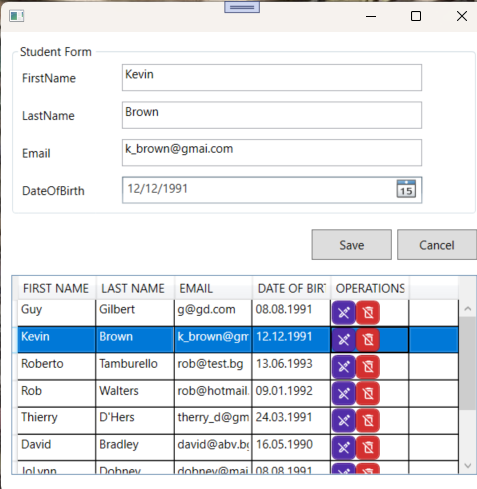 Student Form
FirstName Kevin
LastName Brown
Email k_brown@gmai.com
DateOfBirth 12/12/1991 15
Save Cancel
FIRST NAME LAST NAME EMAIL DATE OF BIRT OPERATIONS
Guy Gilbert g@gd.com 08.08.1991
Kevin Brown k_brown@gm 12.12.1991
Roberto Tamburello rob@test.bg 13.06.1993
Rob Walters rob@hotmail. 09.01.1992
Thierry D'Hers therry_d@gm 24.03.1991
David Bradley david@abv.bg 16.05.1990
JoLynn Dobney dobney@mai 08.08.1991